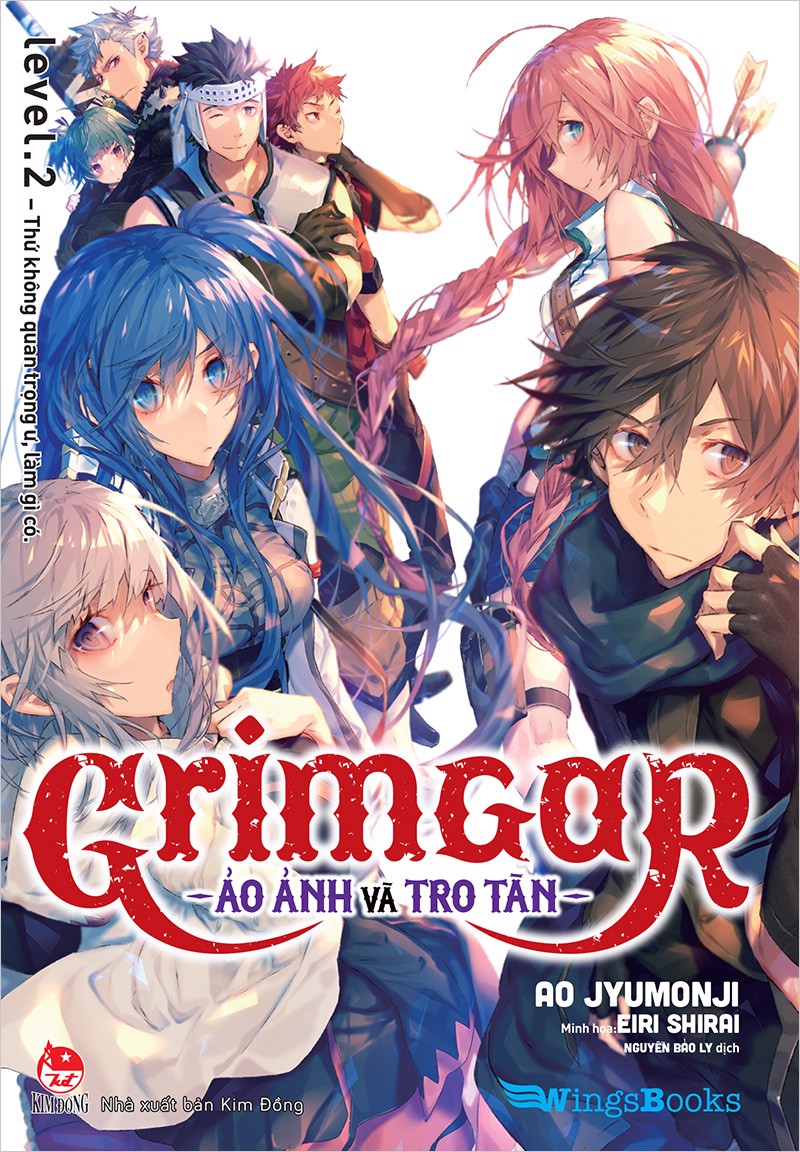 level.2 – Thứ không quan trọng ư, làm gì có.
Grimgar
-ẢO ẢNH VÀ TRO TÀN-
AO JYUMONJI
Minh họa: EIRI SHIRAI
NGUYỄN BẢO LY dịch
KIM ĐỒNG
Nhà xuất bản Kim Đồng
WingsBooks